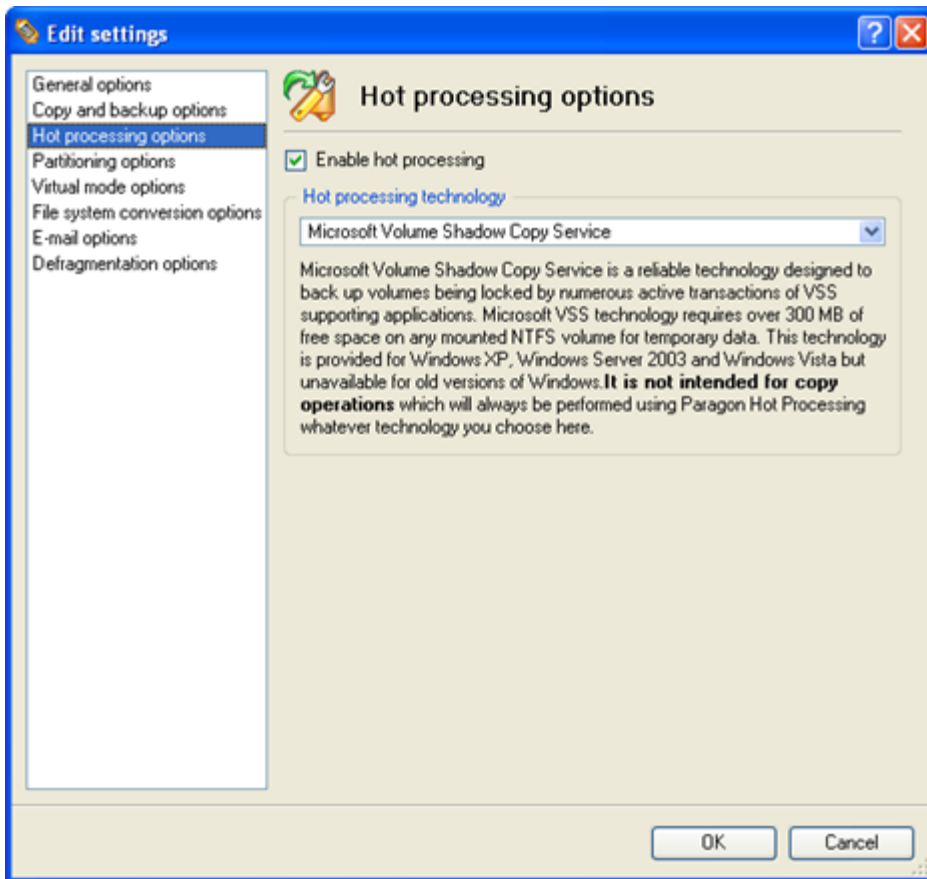 Edit settings
General options
Copy and backup options
Hot processing options
Partitioning options
Virtual mode options
File system conversion options
E-mail options
Defragmentation options
Hot processing options
Enable hot processing
Hot processing technology
Microsoft Volume Shadow Copy Service
Microsoft Volume Shadow Copy Service is a reliable technology designed to
back up volumes being locked by numerous active transactions of VSS
supporting applications. Microsoft VSS technology requires over 300 MB of
free space on any mounted NTFS volume for temporary data. This technology
is provided for Windows XP, Windows Server 2003 and Windows Vista but
unavailable for old versions of Windows.It is not intended for copy
operations which will always be performed using Paragon Hot Processing
whatever technology you choose here.
OK
Cancel